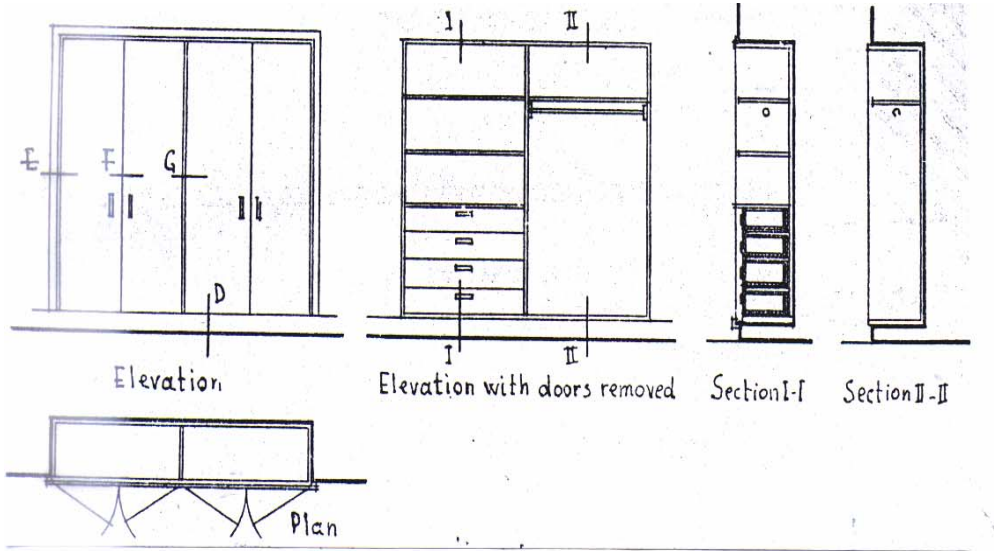 I II
E F G
D
I II
Elevation
Elevation with doors removed
Section I-I
Section II-II
Plan